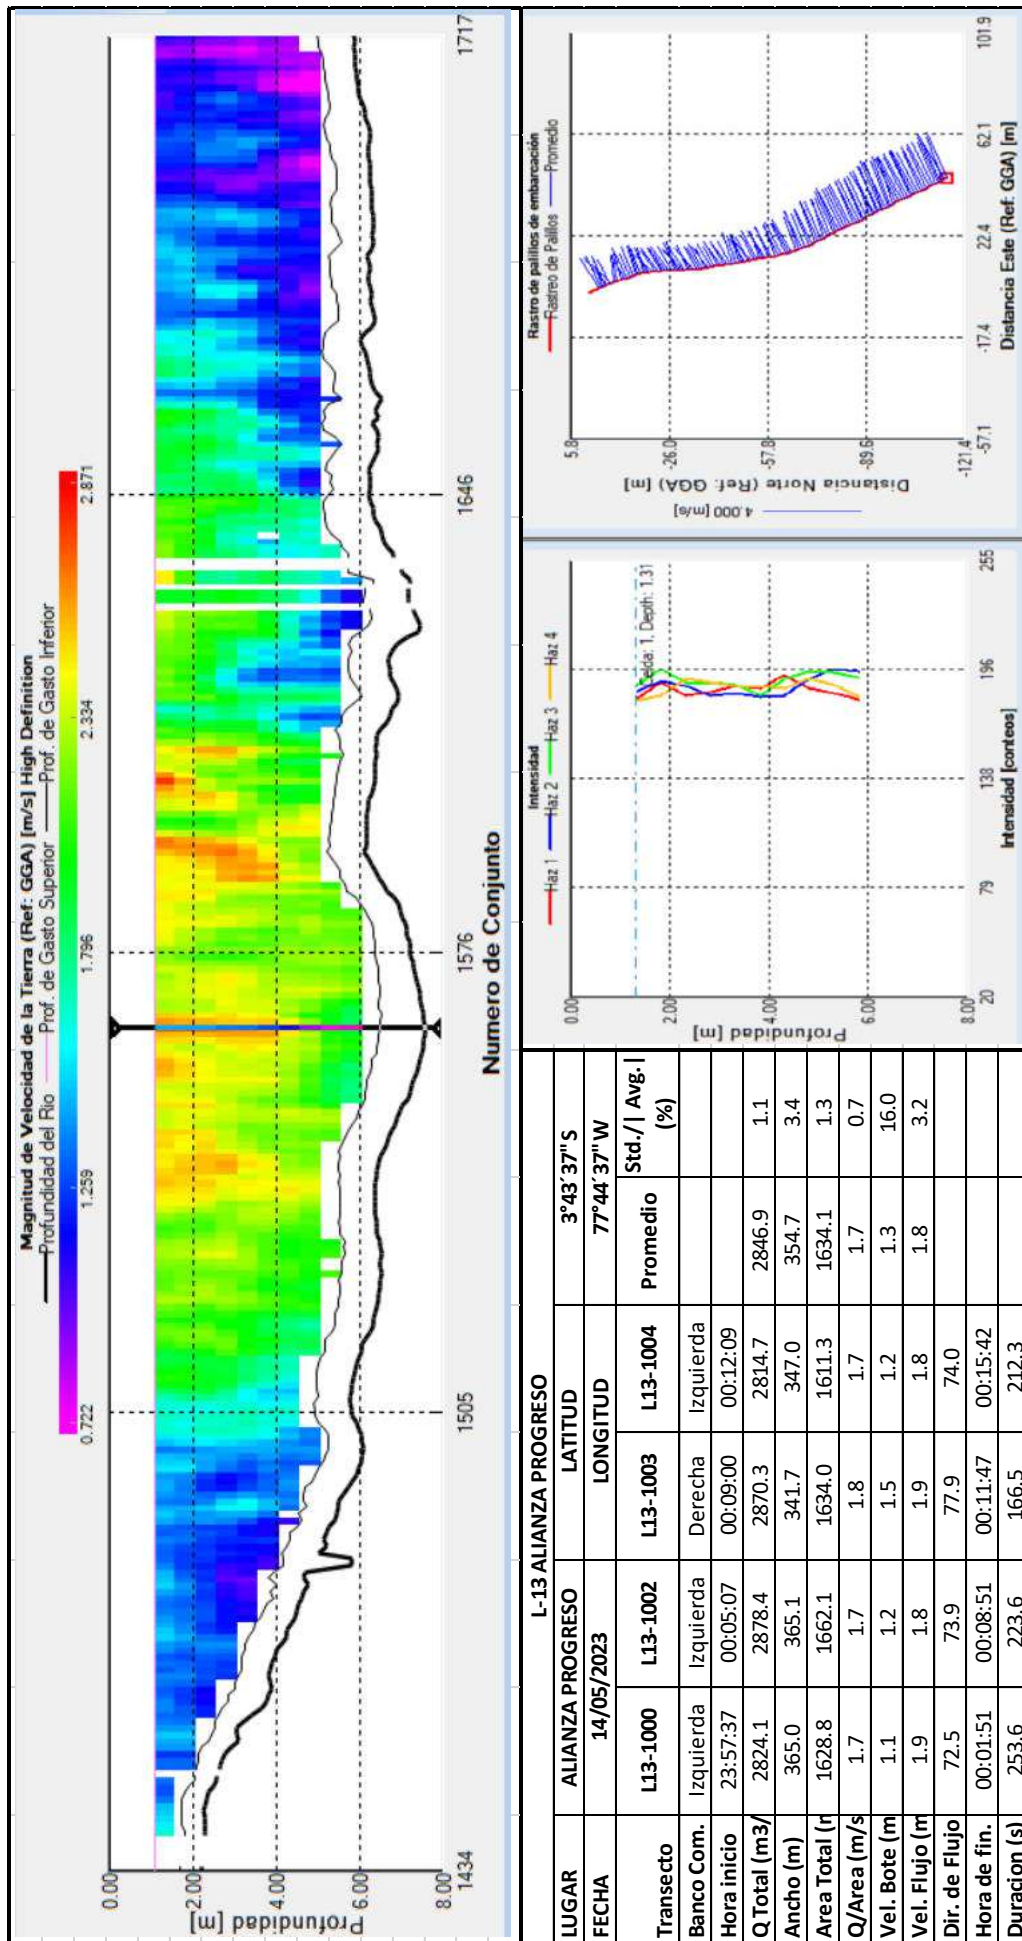 Magnitud de Velocidad de la Tierra (Ref: GGA) [m/s] High Definition
Profundidad del Rio Prof. de Gasto Superior Prof. de Gasto Inferior
0.722 1.259 1.796 2.334 2.871
Profundidad [m]
0.00
2.00
4.00
6.00
8.00
1434 1505 1576 1646 1717
Numero de Conjunto
L-13 ALIANZA PROGRESO
LUGAR ALIANZA PROGRESO LATITUD 3°43´37"S
FECHA 14/05/2023 LONGITUD 77°44´37"W
Transecto L13-1000 L13-1002 L13-1003 L13-1004 Promedio Std./| Avg.|
(%)
Banco Com. Izquierda Izquierda Derecha Izquierda
Hora inicio 23:57:37 00:05:07 00:09:00 00:12:09
Q Total (m3/ 2824.1 2878.4 2870.3 2814.7 2846.9 1.1
Ancho (m) 365.0 365.1 341.7 347.0 354.7 3.4
Area Total (m 1628.8 1662.1 1634.0 1611.3 1634.1 1.3
Q/Area (m/s 1.7 1.7 1.8 1.7 1.7 0.7
Vel. Bote (m 1.1 1.2 1.5 1.2 1.3 16.0
Vel. Flujo (m 1.9 1.8 1.9 1.8 1.8 3.2
Dir. de Flujo 72.5 73.9 77.9 74.0
Hora de fin. 00:01:51 00:08:51 00:11:47 00:15:42
Duracion (s) 253.6 223.6 166.5 212.3
Intensidad
Haz 1 Haz 2 Haz 3 Haz 4
Celda: 1, Depth: 1.31
Profundidad [m]
0.00
2.00
4.00
6.00
8.00
20 79 138 196 255
Intensidad [conteos]
Rastro de palillos de embarcación
Rastreo de Palillos Promedio
4.000 [m/s]
Distancia Norte (Ref: GGA) [m]
5.8
-26.0
-57.8
-89.6
-121.4
-57.1 -17.4 22.4 62.1 101.9
Distancia Este (Ref: GGA) [m]